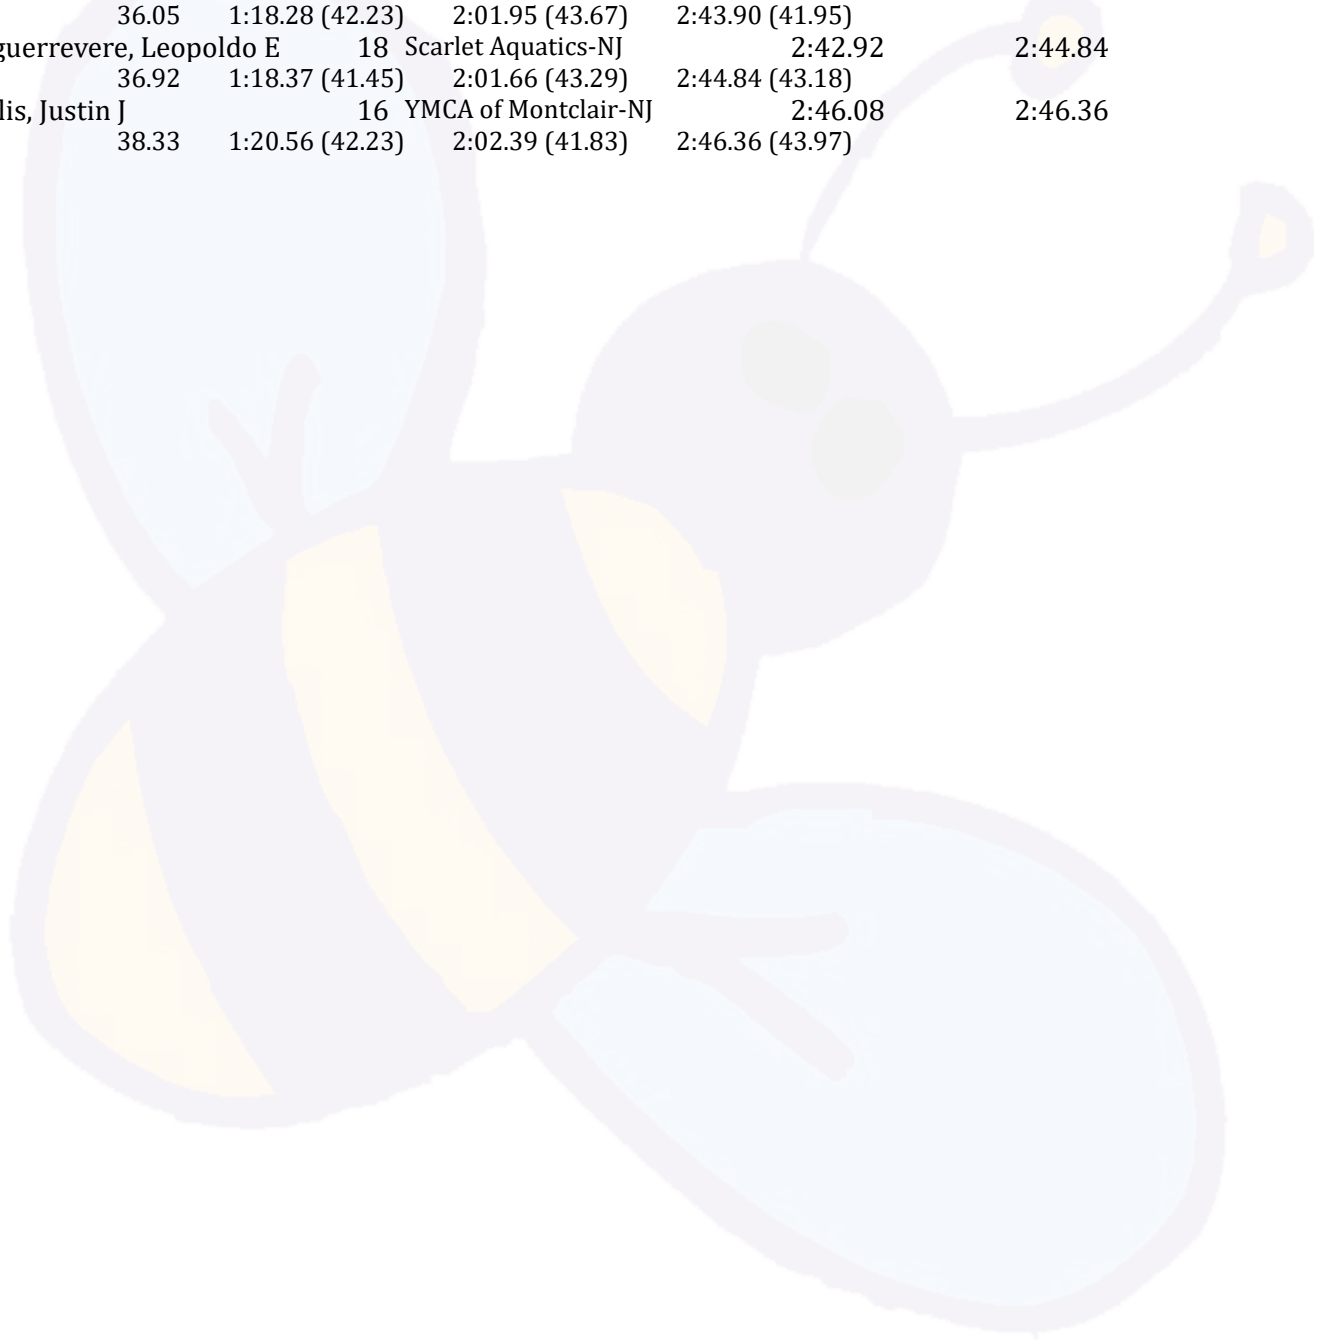 36.05 1:18.28 (42.23) 2:01.95 (43.67) 2:43.90 (41.95)
guerrevere, Leopoldo E 18 Scarlet Aquatics-NJ 2:42.92 2:44.84
36.92 1:18.37 (41.45) 2:01.66 (43.29) 2:44.84 (43.18)
lis, Justin J 16 YMCA of Montclair-NJ 2:46.08 2:46.36
38.33 1:20.56 (42.23) 2:02.39 (41.83) 2:46.36 (43.97)